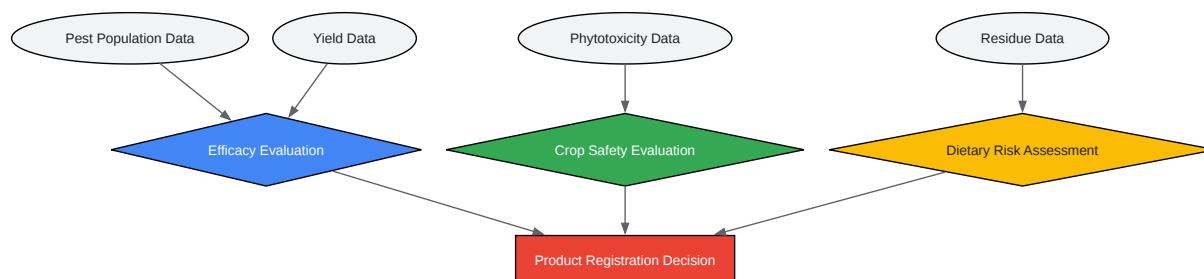 Pest Population Data
Yield Data
Phytotoxicity Data
Residue Data
Efficacy Evaluation
Crop Safety Evaluation
Dietary Risk Assessment
Product Registration Decision